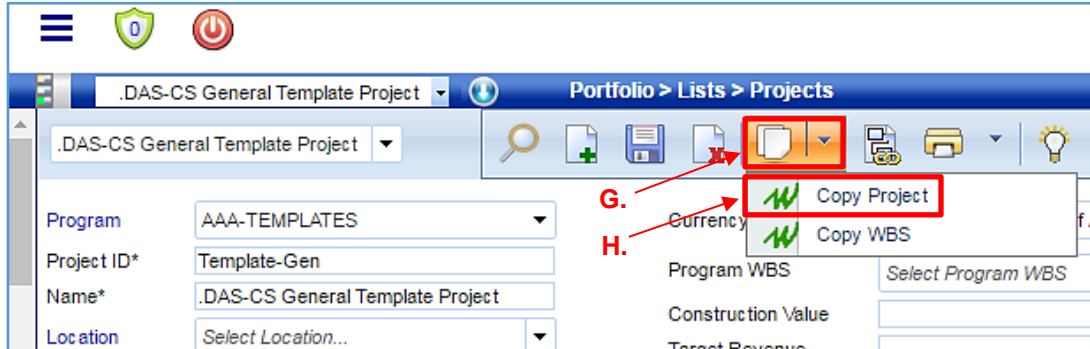 0
.DAS-CS General Template Project
Portfolio > Lists > Projects
.DAS-CS General Template Project
G.
Copy Project
Program
AAA-TEMPLATES
Currency
H.
Copy WBS
Project ID*
Template-Gen
Program WBS
Select Program WBS
Name*
.DAS-CS General Template Project
Construction Value
Location
Select Location...
Target Revenue